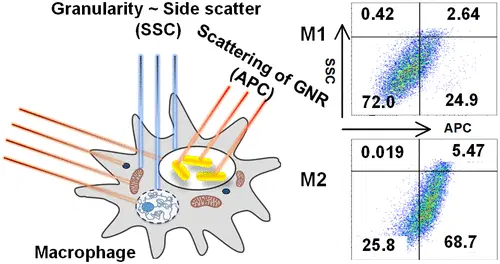 Granularity ~ Side scatter
(SSC)
Scattering of GNR
(APC)
Macrophage
M1
SSC
0.42 2.64
72.0 24.9
APC
M2
0.019 5.47
25.8 68.7